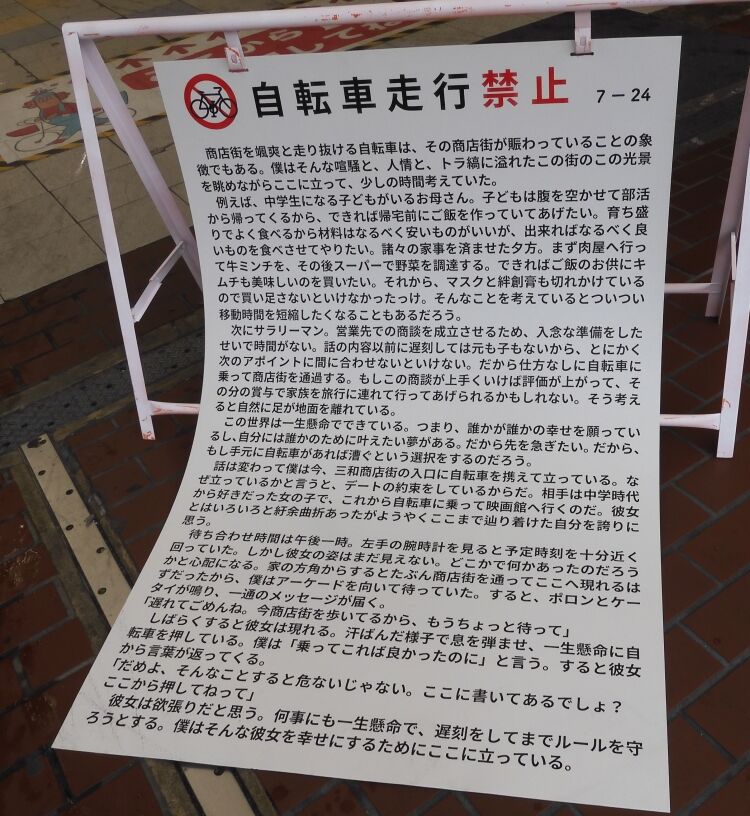 自転車走行禁止 7－24
商店街を颯爽と走り抜ける自転車は、その商店街が賑わっていることの象
徴でもある。僕はそんな喧騒と、人情と、トラ縞に溢れたこの街のこの光景
を眺めながらここに立って、少しの時間考えていた。
例えば、中学生になる子どもがいるお母さん。子どもは腹を空かせて部活
から帰ってくるから、できれば帰宅前にご飯を作っていてあげたい。育ち盛
りでよく食べるから材料はなるべく安いものがいいが、出来ればなるべく良
いものを食べさせてやりたい。諸々の家事を済ませた夕方。まず肉屋へ行っ
て牛ミンチを、その後スーパーで野菜を調達する。できればご飯のお供にキ
ムチも美味しいのを買いたい。それから、マスクと絆創膏も切れかけている
ので買い足さないといけなかったっけ。そんなことを考えているとついつい
移動時間を短縮したくなることもあるだろう。
次にサラリーマン。営業先での商談を成立させるため、入念な準備をした
せいで時間がない。話の内容以前に遅刻しては元も子もないから、とにかく
次のアポイントに間に合わせないといけない。だから仕方なしに自転車に
乗って商店街を通過する。もしこの商談が上手くいけば評価が上がって、そ
の分の賞与で家族を旅行に連れて行ってあげられるかもしれない。そう考え
ると自然に足が地面を離れている。
この世界は一生懸命でできている。つまり、誰かが誰かの幸せを願ってい
るし、自分には誰かのために叶えたい夢がある。だから先を急ぎたい。だから、
もし手元に自転車があれば漕ぐという選択をするのだろう。
話は変わって僕は今、三和商店街の入口に自転車を携えて立っている。な
ぜ立っているかと言うと、デートの約束をしているからだ。相手は中学時代
から好きだった女の子で、これから自転車に乗って映画館へ行くのだ。彼女
とはいろいろと紆余曲折あったがようやくここまで辿り着けた自分を誇りに
思う。
待ち合わせ時間は午後一時。左手の腕時計を見ると予定時刻を十分近く
回っていた。しかし彼女の姿はまだ見えない。どこかで何かあったのだろう
かと心配になる。家の方角からするとたぶん商店街を通ってここへ現れるは
ずだったから、僕はアーケードを向いて待っていた。すると、ポロンとケー
タイが鳴り、一通のメッセージが届く。
「遅れてごめんね。今商店街を歩いてるから、もうちょっと待って」
しばらくすると彼女は現れる。汗ばんだ様子で息を弾ませ、一生懸命に自
転車を押している。僕は「乗ってこれば良かったのに」と言う。すると彼女
から言葉が返ってくる。
「だめよ、そんなことすると危ないじゃない。ここに書いてあるでしょ？
ここから押してねって」
彼女は欲張りだと思う。何事にも一生懸命で、遅刻をしてまでルールを守
ろうとする。僕はそんな彼女を幸せにするためにここに立っている。